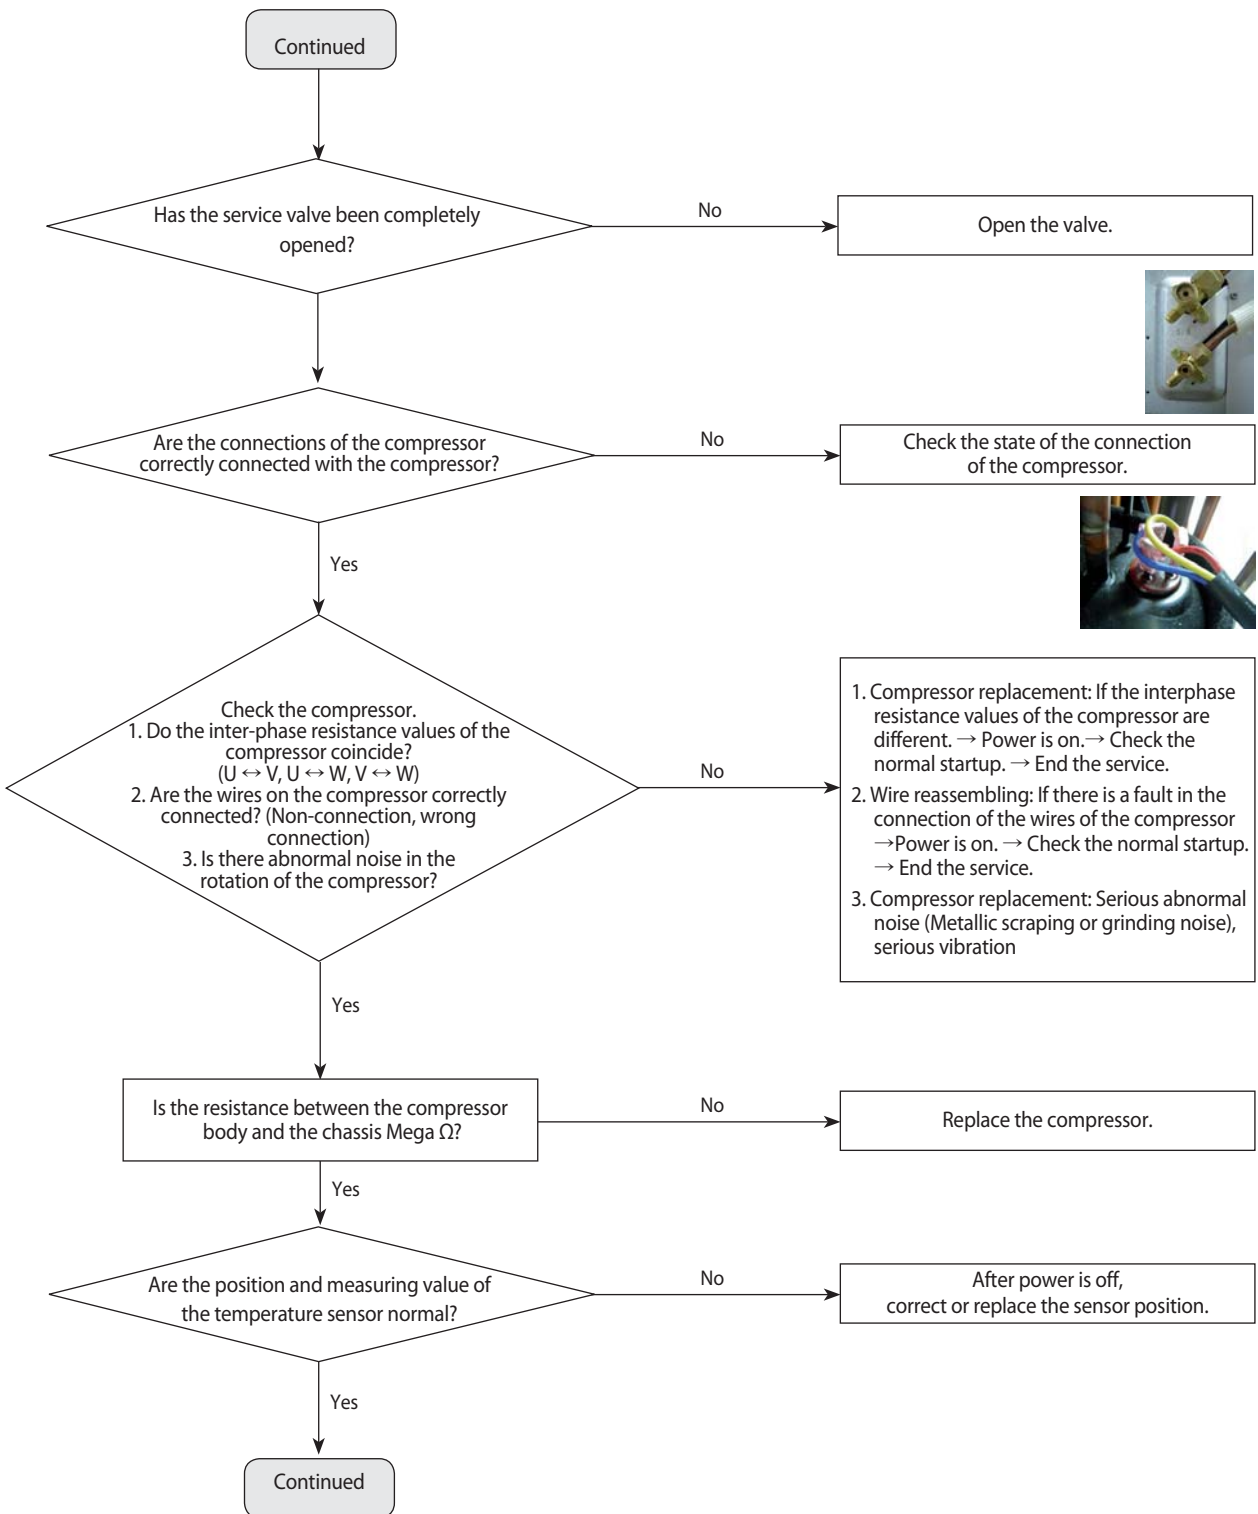 Continued
Has the service valve been completely
opened?
No
Open the valve.
Are the connections of the compressor
correctly connected with the compressor?
No
Check the state of the connection
of the compressor.
Yes
Check the compressor.
1. Do the inter-phase resistance values of the
compressor coincide?
(U ↔ V, U ↔ W, V ↔ W)
2. Are the wires on the compressor correctly
connected? (Non-connection, wrong
connection)
3. Is there abnormal noise in the
rotation of the compressor?
No
1. Compressor replacement: If the interphase
resistance values of the compressor are
different. → Power is on.→ Check the
normal startup. → End the service.
2. Wire reassembling: If there is a fault in the
connection of the wires of the compressor
→Power is on. → Check the normal startup.
→ End the service.
3. Compressor replacement: Serious abnormal
noise (Metallic scraping or grinding noise),
serious vibration
Yes
Is the resistance between the compressor
body and the chassis Mega Ω?
No
Replace the compressor.
Yes
Are the position and measuring value of
the temperature sensor normal?
No
After power is off,
correct or replace the sensor position.
Yes
Continued